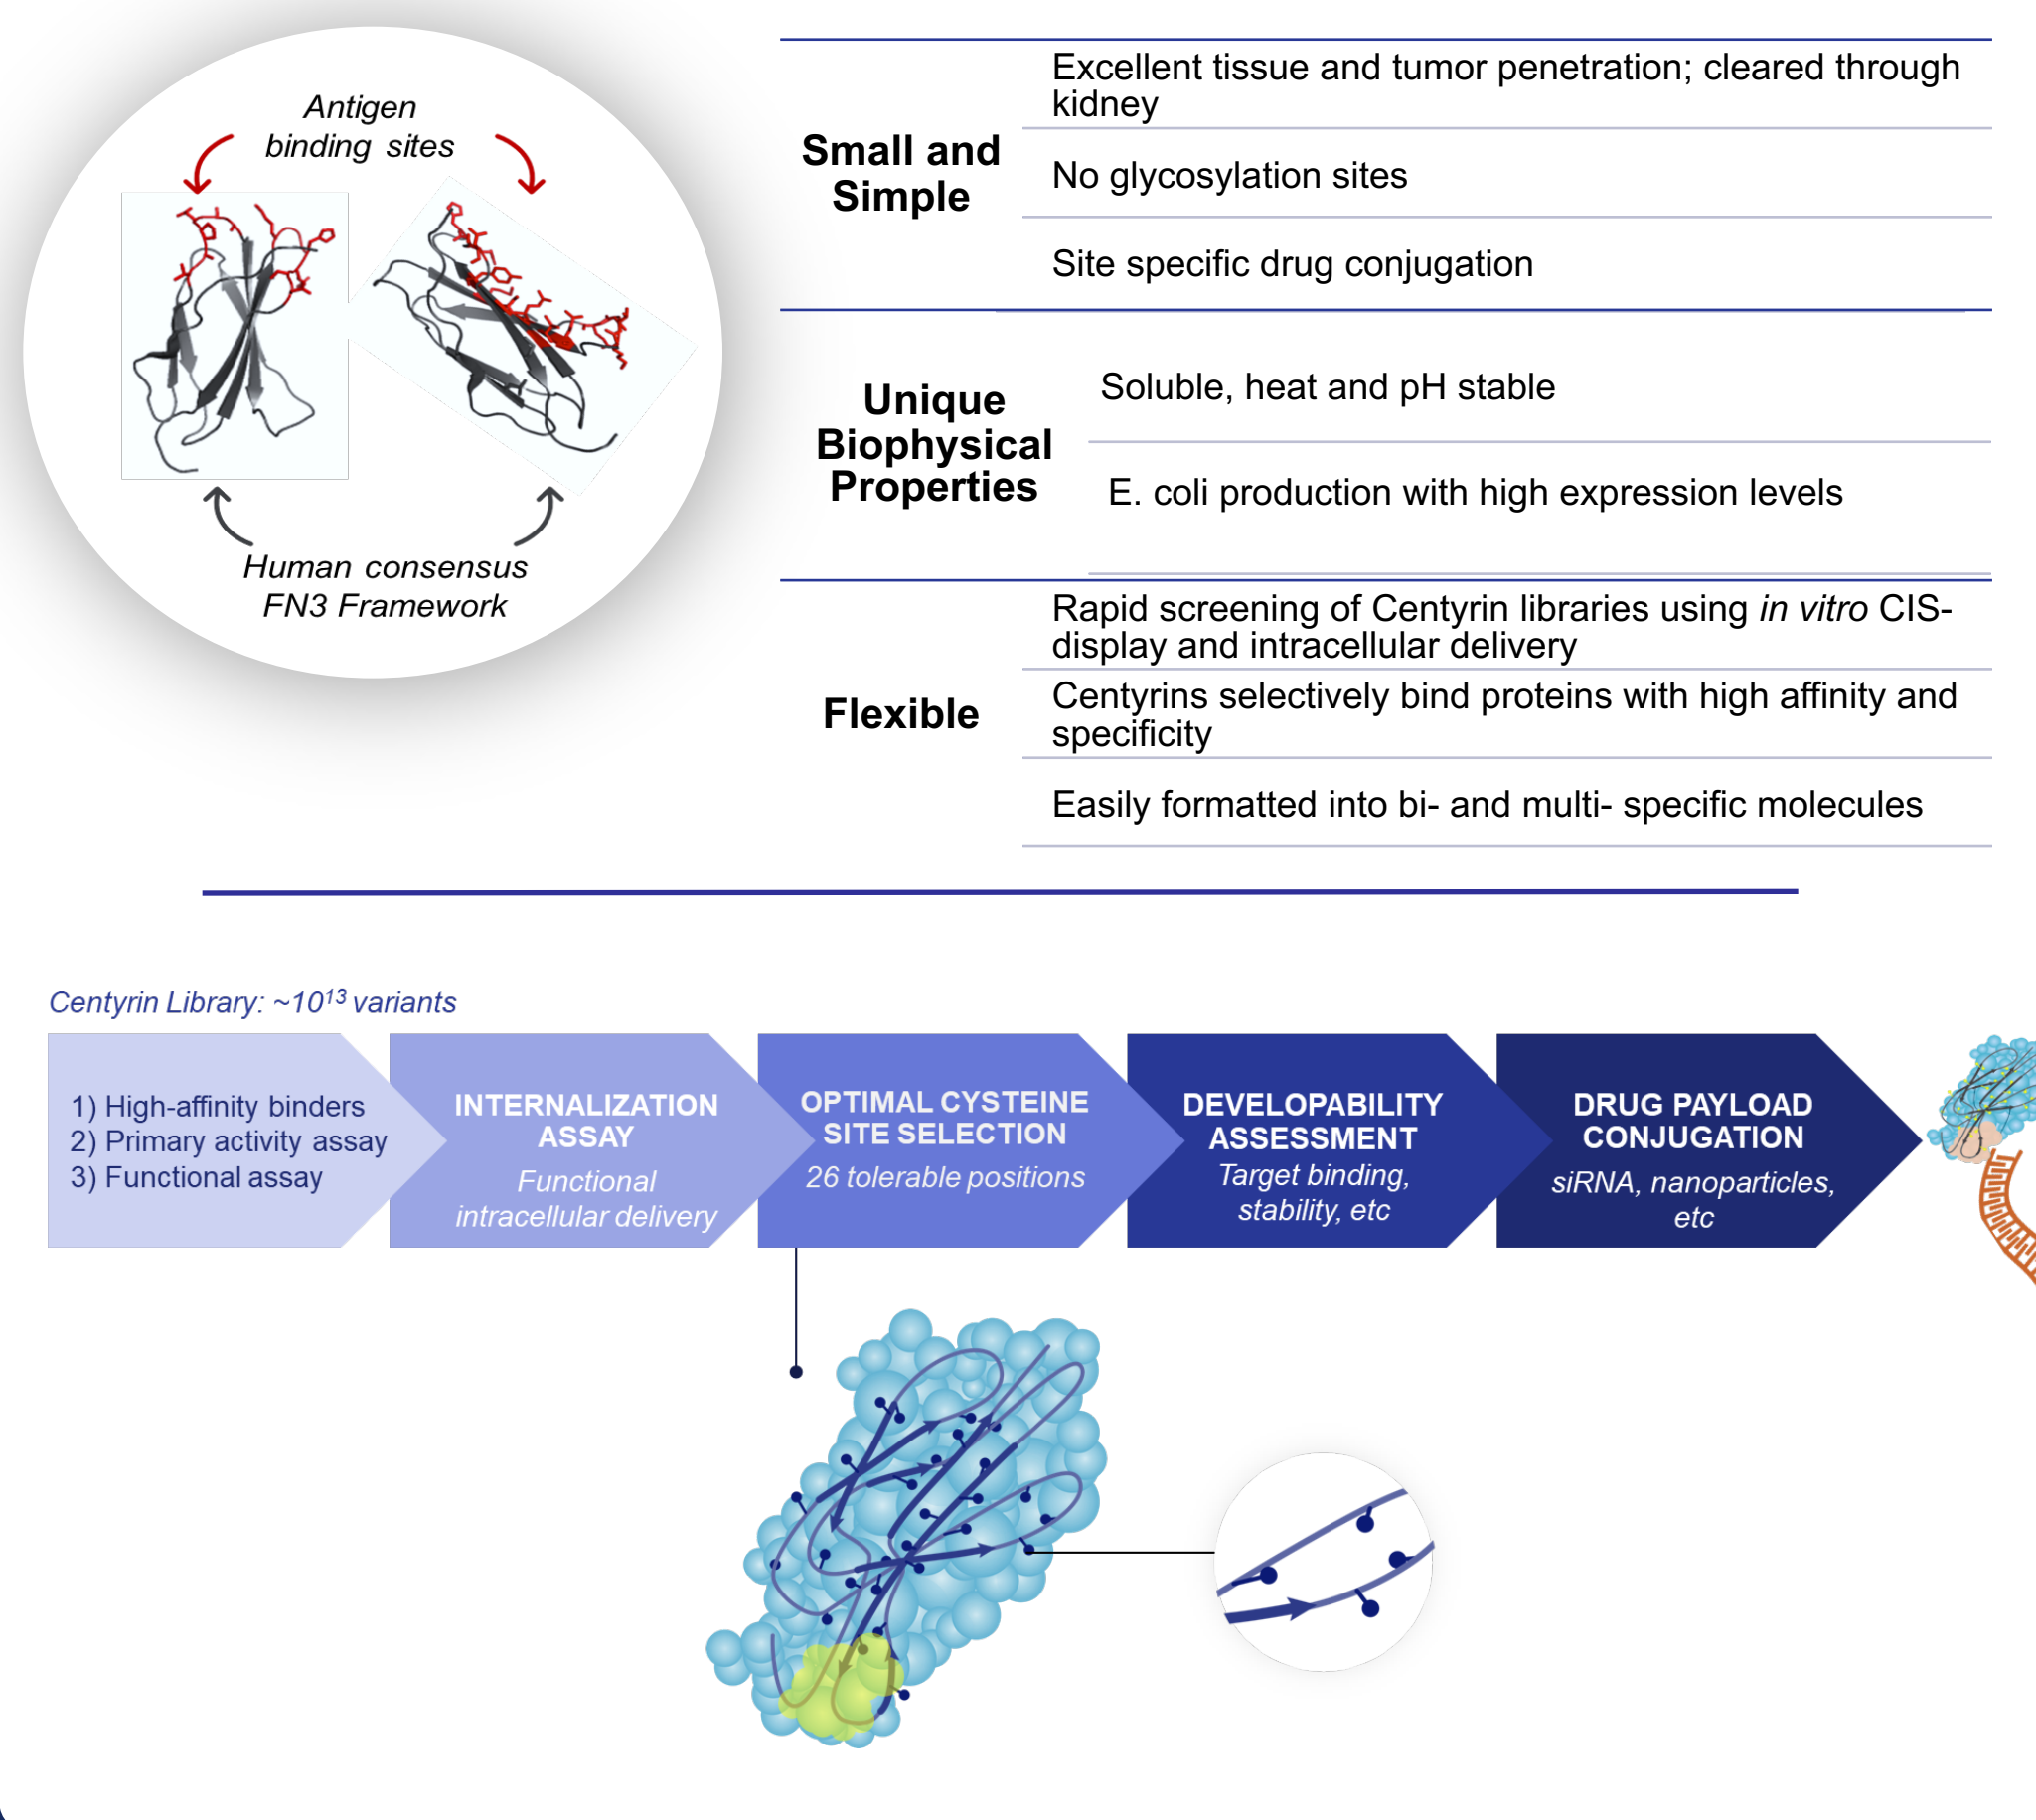 Antigen
binding sites
Human consensus
FN3 Framework
Small and
Simple
Excellent tissue and tumor penetration; cleared through
kidney
No glycosylation sites
Site specific drug conjugation
Unique
Biophysical
Properties
Soluble, heat and pH stable
E. coli production with high expression levels
Flexible
Rapid screening of Centyrin libraries using in vitro CIS-
display and intracellular delivery
Centyrins selectively bind proteins with high affinity and
specificity
Easily formatted into bi- and multi- specific molecules
Centyrin Library: ~10¹³ variants
1) High-affinity binders
2) Primary activity assay
3) Functional assay
INTERNALIZATION
ASSAY
Functional
intracellular delivery
OPTIMAL CYSTEINE
SITE SELECTION
26 tolerable positions
DEVELOPABILITY
ASSESSMENT
Target binding,
stability, etc
DRUG PAYLOAD
CONJUGATION
siRNA, nanoparticles,
etc